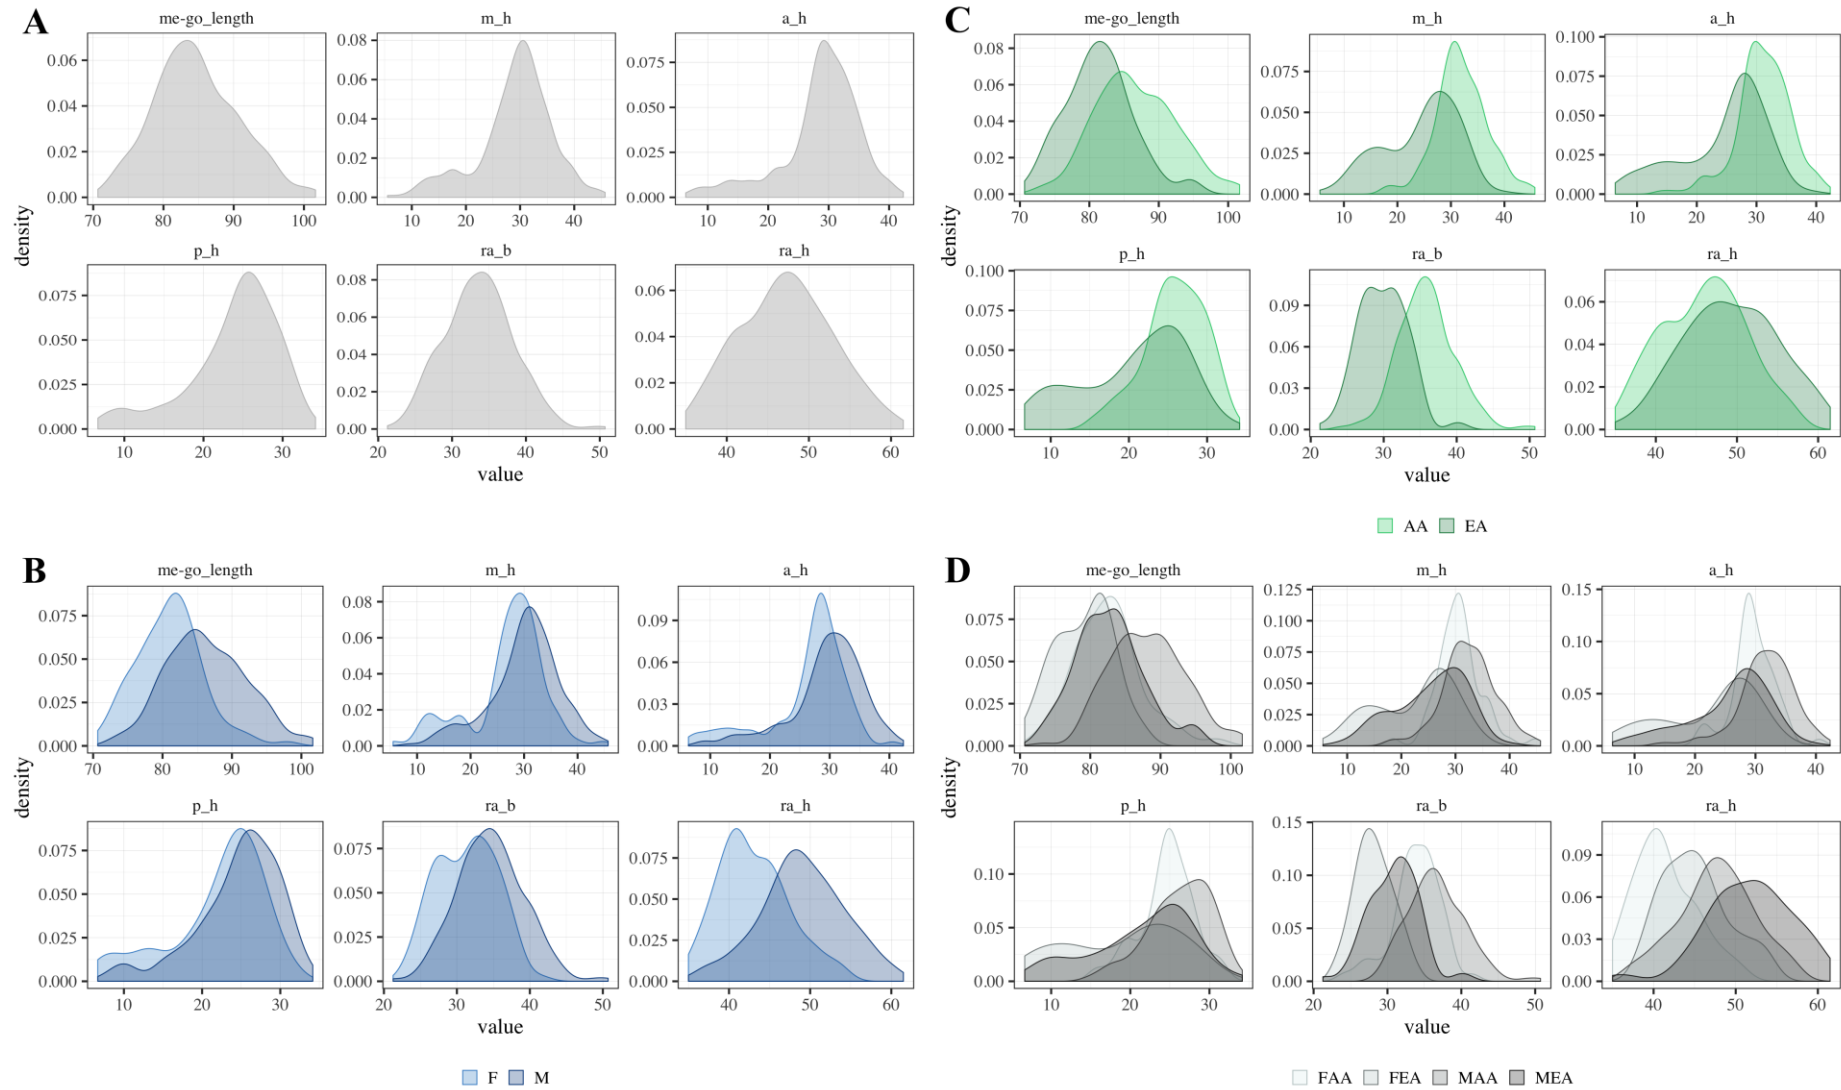 A
me-go_length
m_h
a_h
0.06
0.04
0.02
0.00
70 80 90 100
0.08
0.06
0.04
0.02
0.00
10 20 30 40
0.075
0.050
0.025
0.000
10 20 30 40
density
p_h
ra_b
ra_h
0.075
0.050
0.025
0.000
10 20 30
0.08
0.06
0.04
0.02
0.00
20 30 40 50
0.06
0.04
0.02
0.00
40 50 60
value
C
me-go_length
m_h
a_h
0.08
0.06
0.04
0.02
0.00
70 80 90 100
0.075
0.050
0.025
0.000
10 20 30 40
0.100
0.075
0.050
0.025
0.000
10 20 30 40
density
p_h
ra_b
ra_h
0.100
0.075
0.050
0.025
0.000
10 20 30
0.09
0.06
0.03
0.00
20 30 40 50
0.06
0.04
0.02
0.00
40 50 60
value
AA EA
B
me-go_length
m_h
a_h
0.075
0.050
0.025
0.000
70 80 90 100
0.08
0.06
0.04
0.02
0.00
10 20 30 40
0.09
0.06
0.03
0.00
10 20 30 40
density
p_h
ra_b
ra_h
0.075
0.050
0.025
0.000
10 20 30
0.075
0.050
0.025
0.000
20 30 40 50
0.075
0.050
0.025
0.000
40 50 60
value
F M
D
me-go_length
m_h
a_h
0.075
0.050
0.025
0.000
70 80 90 100
0.125
0.100
0.075
0.050
0.025
0.000
10 20 30 40
0.15
0.10
0.05
0.00
10 20 30 40
density
p_h
ra_b
ra_h
0.10
0.05
0.00
10 20 30
0.15
0.10
0.05
0.00
20 30 40 50
0.09
0.06
0.03
0.00
40 50 60
value
FAA FEA MAA MEA